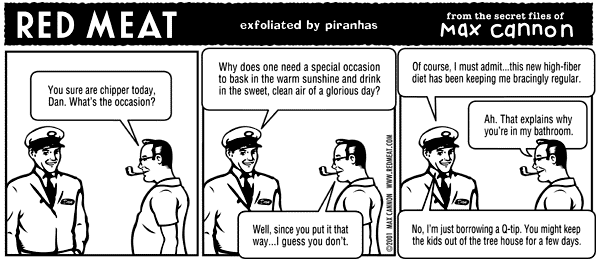 RED MEAT
exfoliated by piranhas
from the secret files of
Max cannon
You sure are chipper today,
Dan. What's the occasion?
Why does one need a special occasion
to bask in the warm sunshine and drink
in the sweet, clean air of a glorious day?
Well, since you put it that
way...I guess you don't.
©2001 MAX CANNON WWW.REDMEAT.COM
Of course, I must admit...this new high-fiber
diet has been keeping me bracingly regular.
Ah. That explains why
you're in my bathroom.
No, I'm just borrowing a Q-tip. You might keep
the kids out of the tree house for a few days.